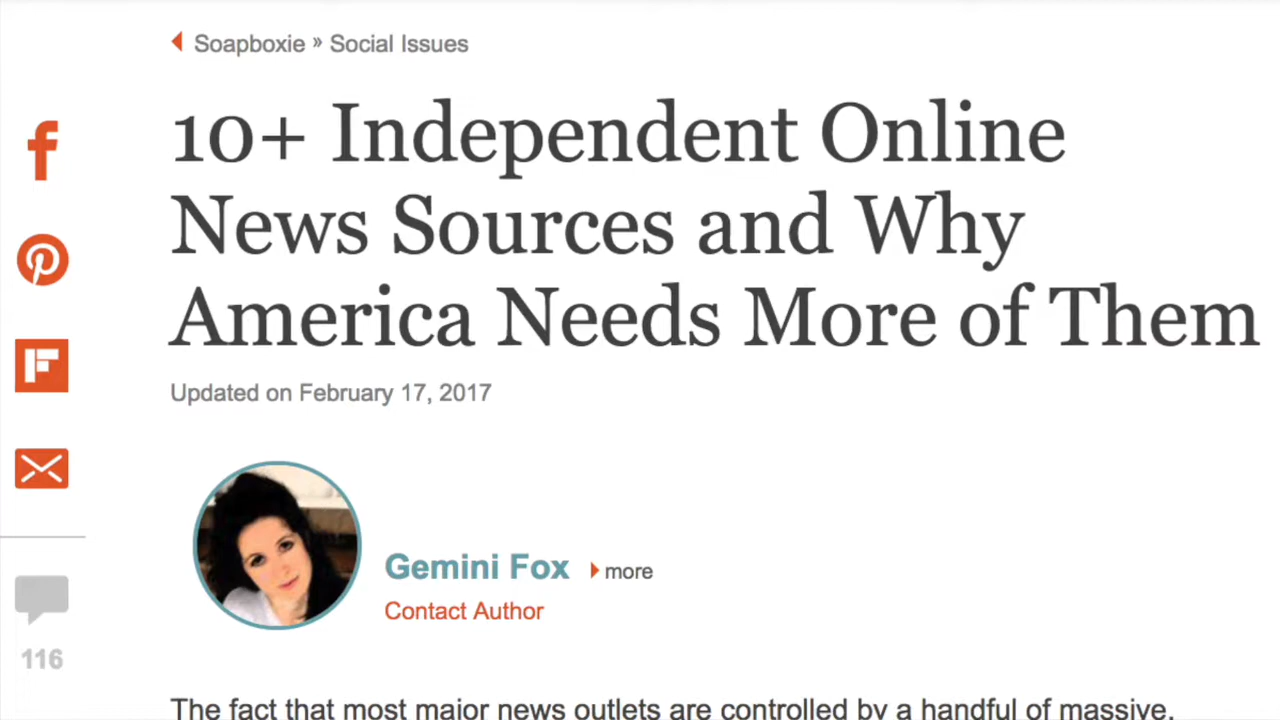 Soapboxie » Social Issues
10+ Independent Online
News Sources and Why
America Needs More of Them
Updated on February 17, 2017
Gemini Fox more
Contact Author
116
The fact that most major news outlets are controlled by a handful of massive,